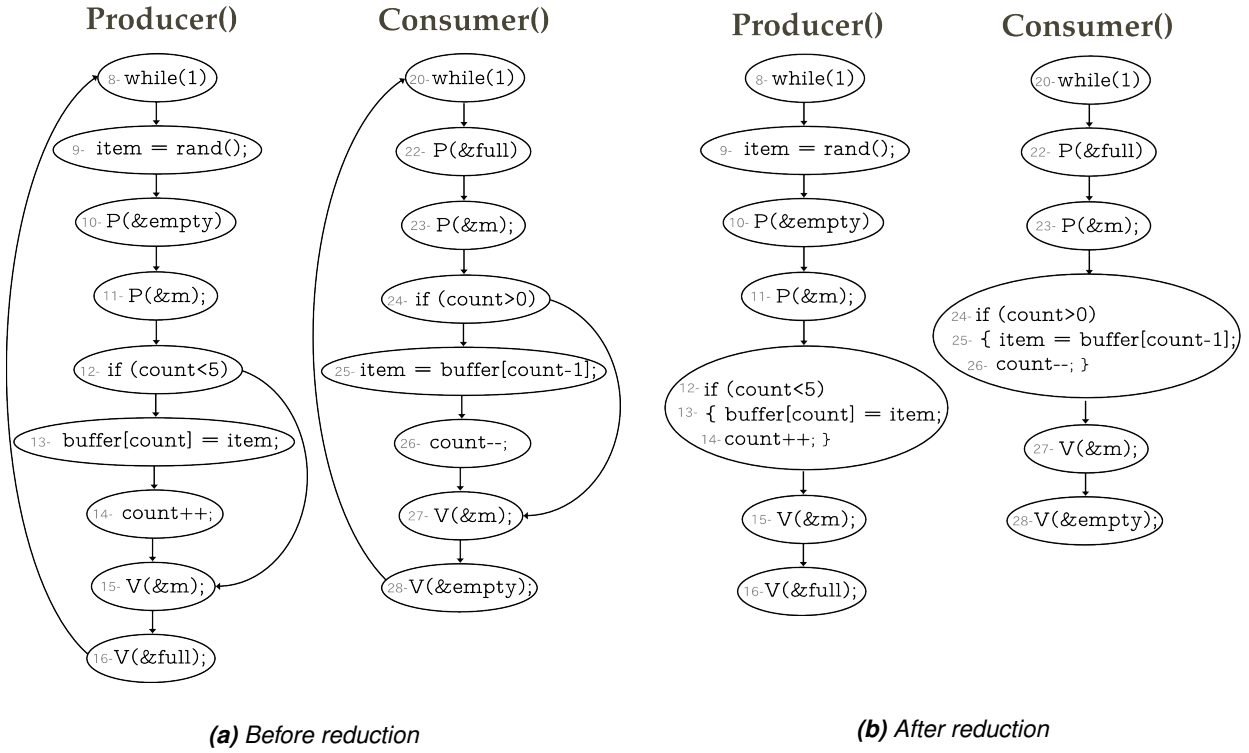 Producer()
8- while(1)
9- item = rand();
10- P(&empty)
11- P(&m);
12- if (count<5)
13- buffer[count] = item;
14- count++;
15- V(&m);
16- V(&full);
Consumer()
20- while(1)
22- P(&full)
23- P(&m);
24- if (count>0)
25- item = buffer[count-1];
26- count--;
27- V(&m);
28- V(&empty);
(a) Before reduction
Producer()
8- while(1)
9- item = rand();
10- P(&empty)
11- P(&m);
12- if (count<5)
13- { buffer[count] = item;
14- count++; }
15- V(&m);
16- V(&full);
Consumer()
20- while(1)
22- P(&full)
23- P(&m);
24- if (count>0)
25- { item = buffer[count-1];
26- count--; }
27- V(&m);
28- V(&empty);
(b) After reduction